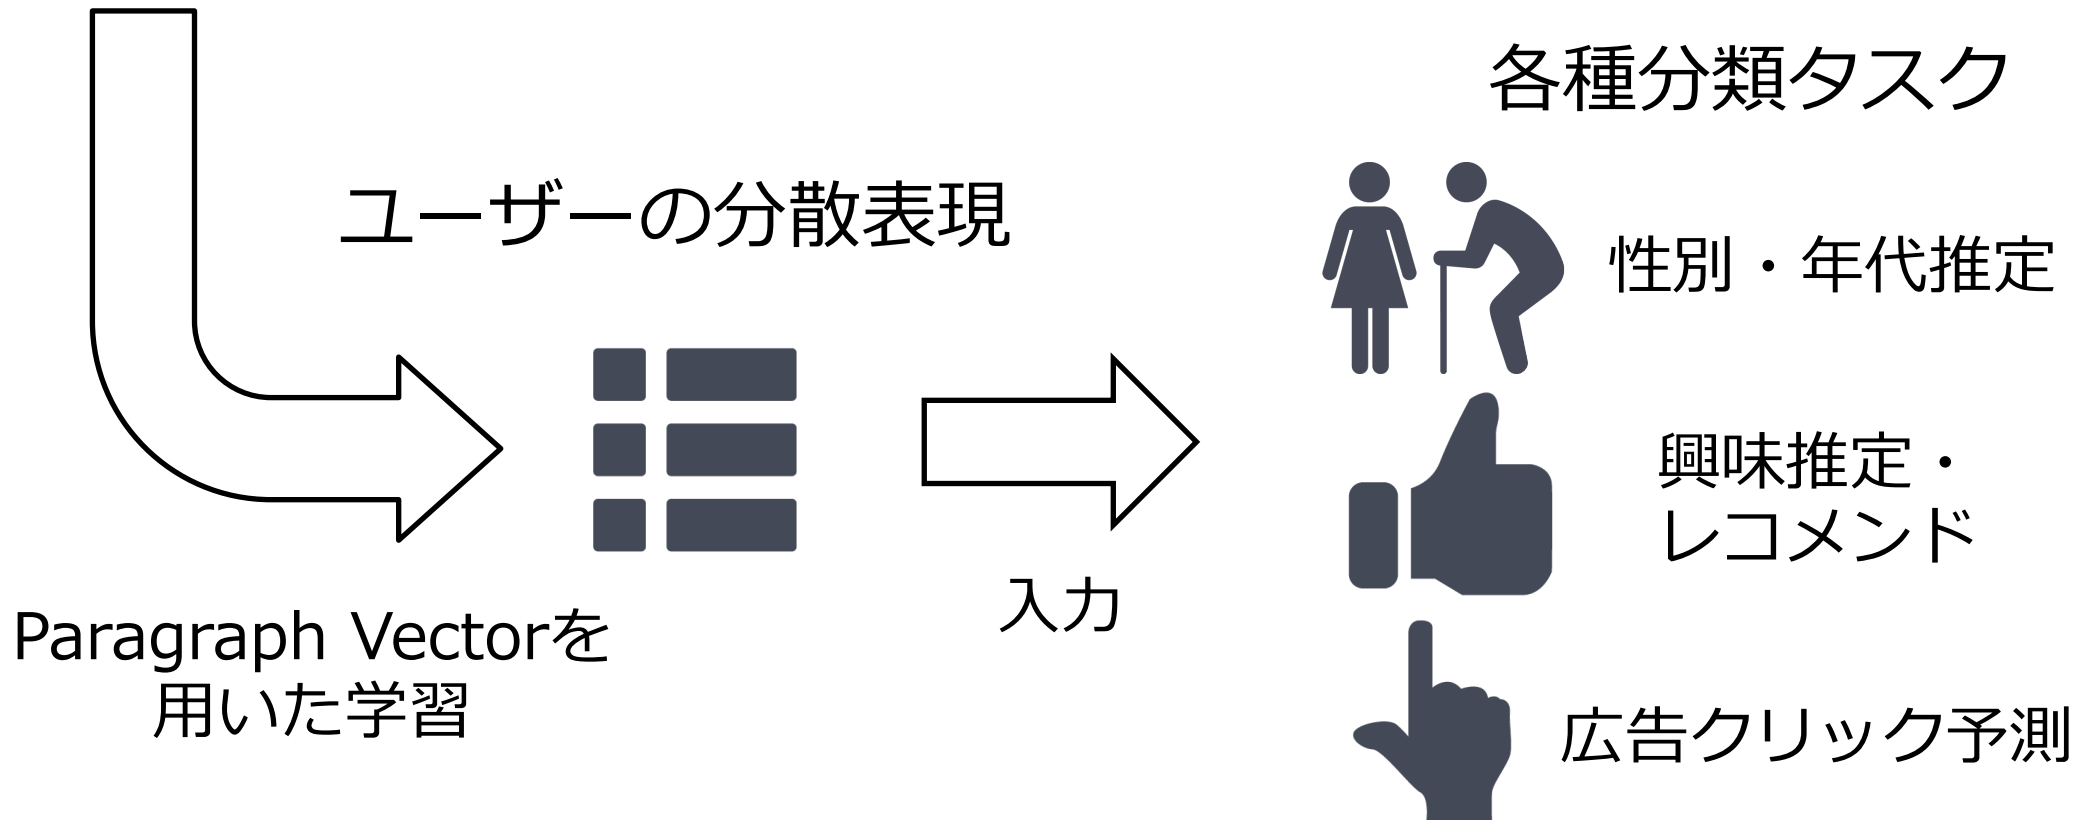 各種分類タスク
ユーザーの分散表現
性別・年代推定
興味推定・
レコメンド
入力
Paragraph Vectorを
用いた学習
広告クリック予測